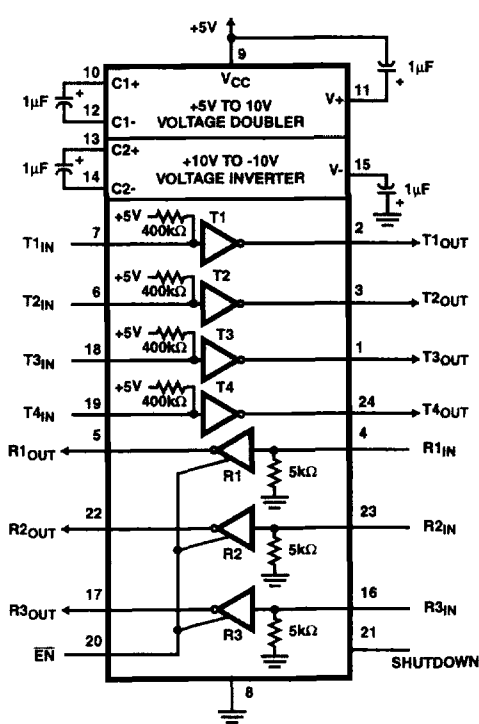 +5V
9
VCC
10
C1+
1µF
+
12
C1-
+5V TO 10V
VOLTAGE DOUBLER
V+
11
1µF
+
13
C2+
1µF
+
14
C2-
+10V TO -10V
VOLTAGE INVERTER
V-
15
1µF
+
T1IN
7
+5V
400kΩ
T1
2
T1OUT
T2IN
6
+5V
400kΩ
T2
3
T2OUT
T3IN
18
+5V
400kΩ
T3
1
T3OUT
T4IN
19
+5V
400kΩ
T4
24
T4OUT
R1OUT
5
R1
5kΩ
4
R1IN
R2OUT
22
R2
5kΩ
23
R2IN
R3OUT
17
R3
5kΩ
16
R3IN
E̅N̅
20
21
SHUTDOWN
8